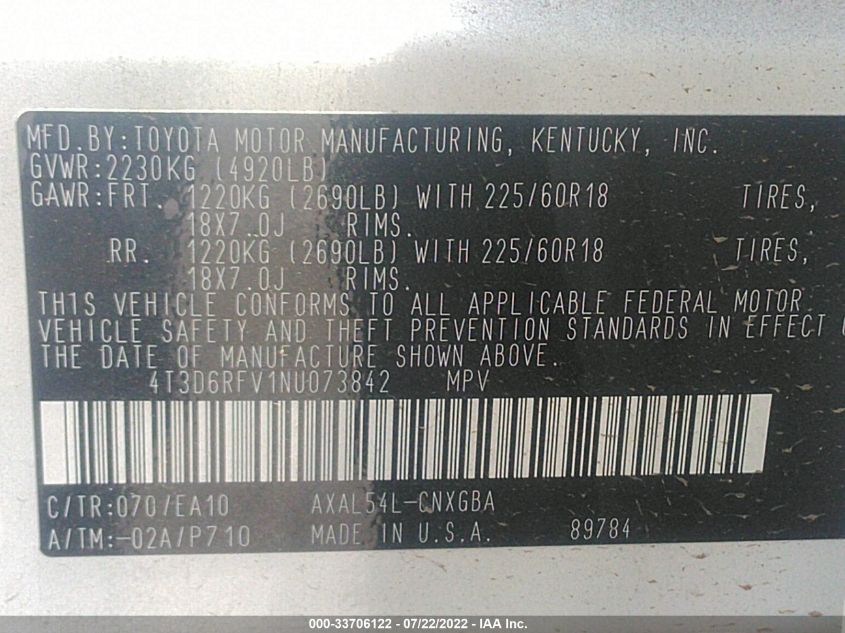 MFD.BY:TOYOTA MOTOR MANUFACTURING, KENTUCKY, INC.
GVWR:2230KG (4920LB)
GAWR:FRT. 1220KG (2690LB) WITH 225/60R18 TIRES,
18X7.0J RIMS.
RR. 1220KG (2690LB) WITH 225/60R18 TIRES,
18X7.0J RIMS.
THIS VEHICLE CONFORMS TO ALL APPLICABLE FEDERAL MOTOR
VEHICLE SAFETY AND THEFT PREVENTION STANDARDS IN EFFECT
THE DATE OF MANUFACTURE SHOWN ABOVE.
4T3D6RFV1NU073842 MPV
C/TR:070/EA10 AXAL54L-CNXGBA
A/TM:-02A/P710 MADE IN U.S.A. 89784
000-33706122 - 07/22/2022 - IAA Inc.